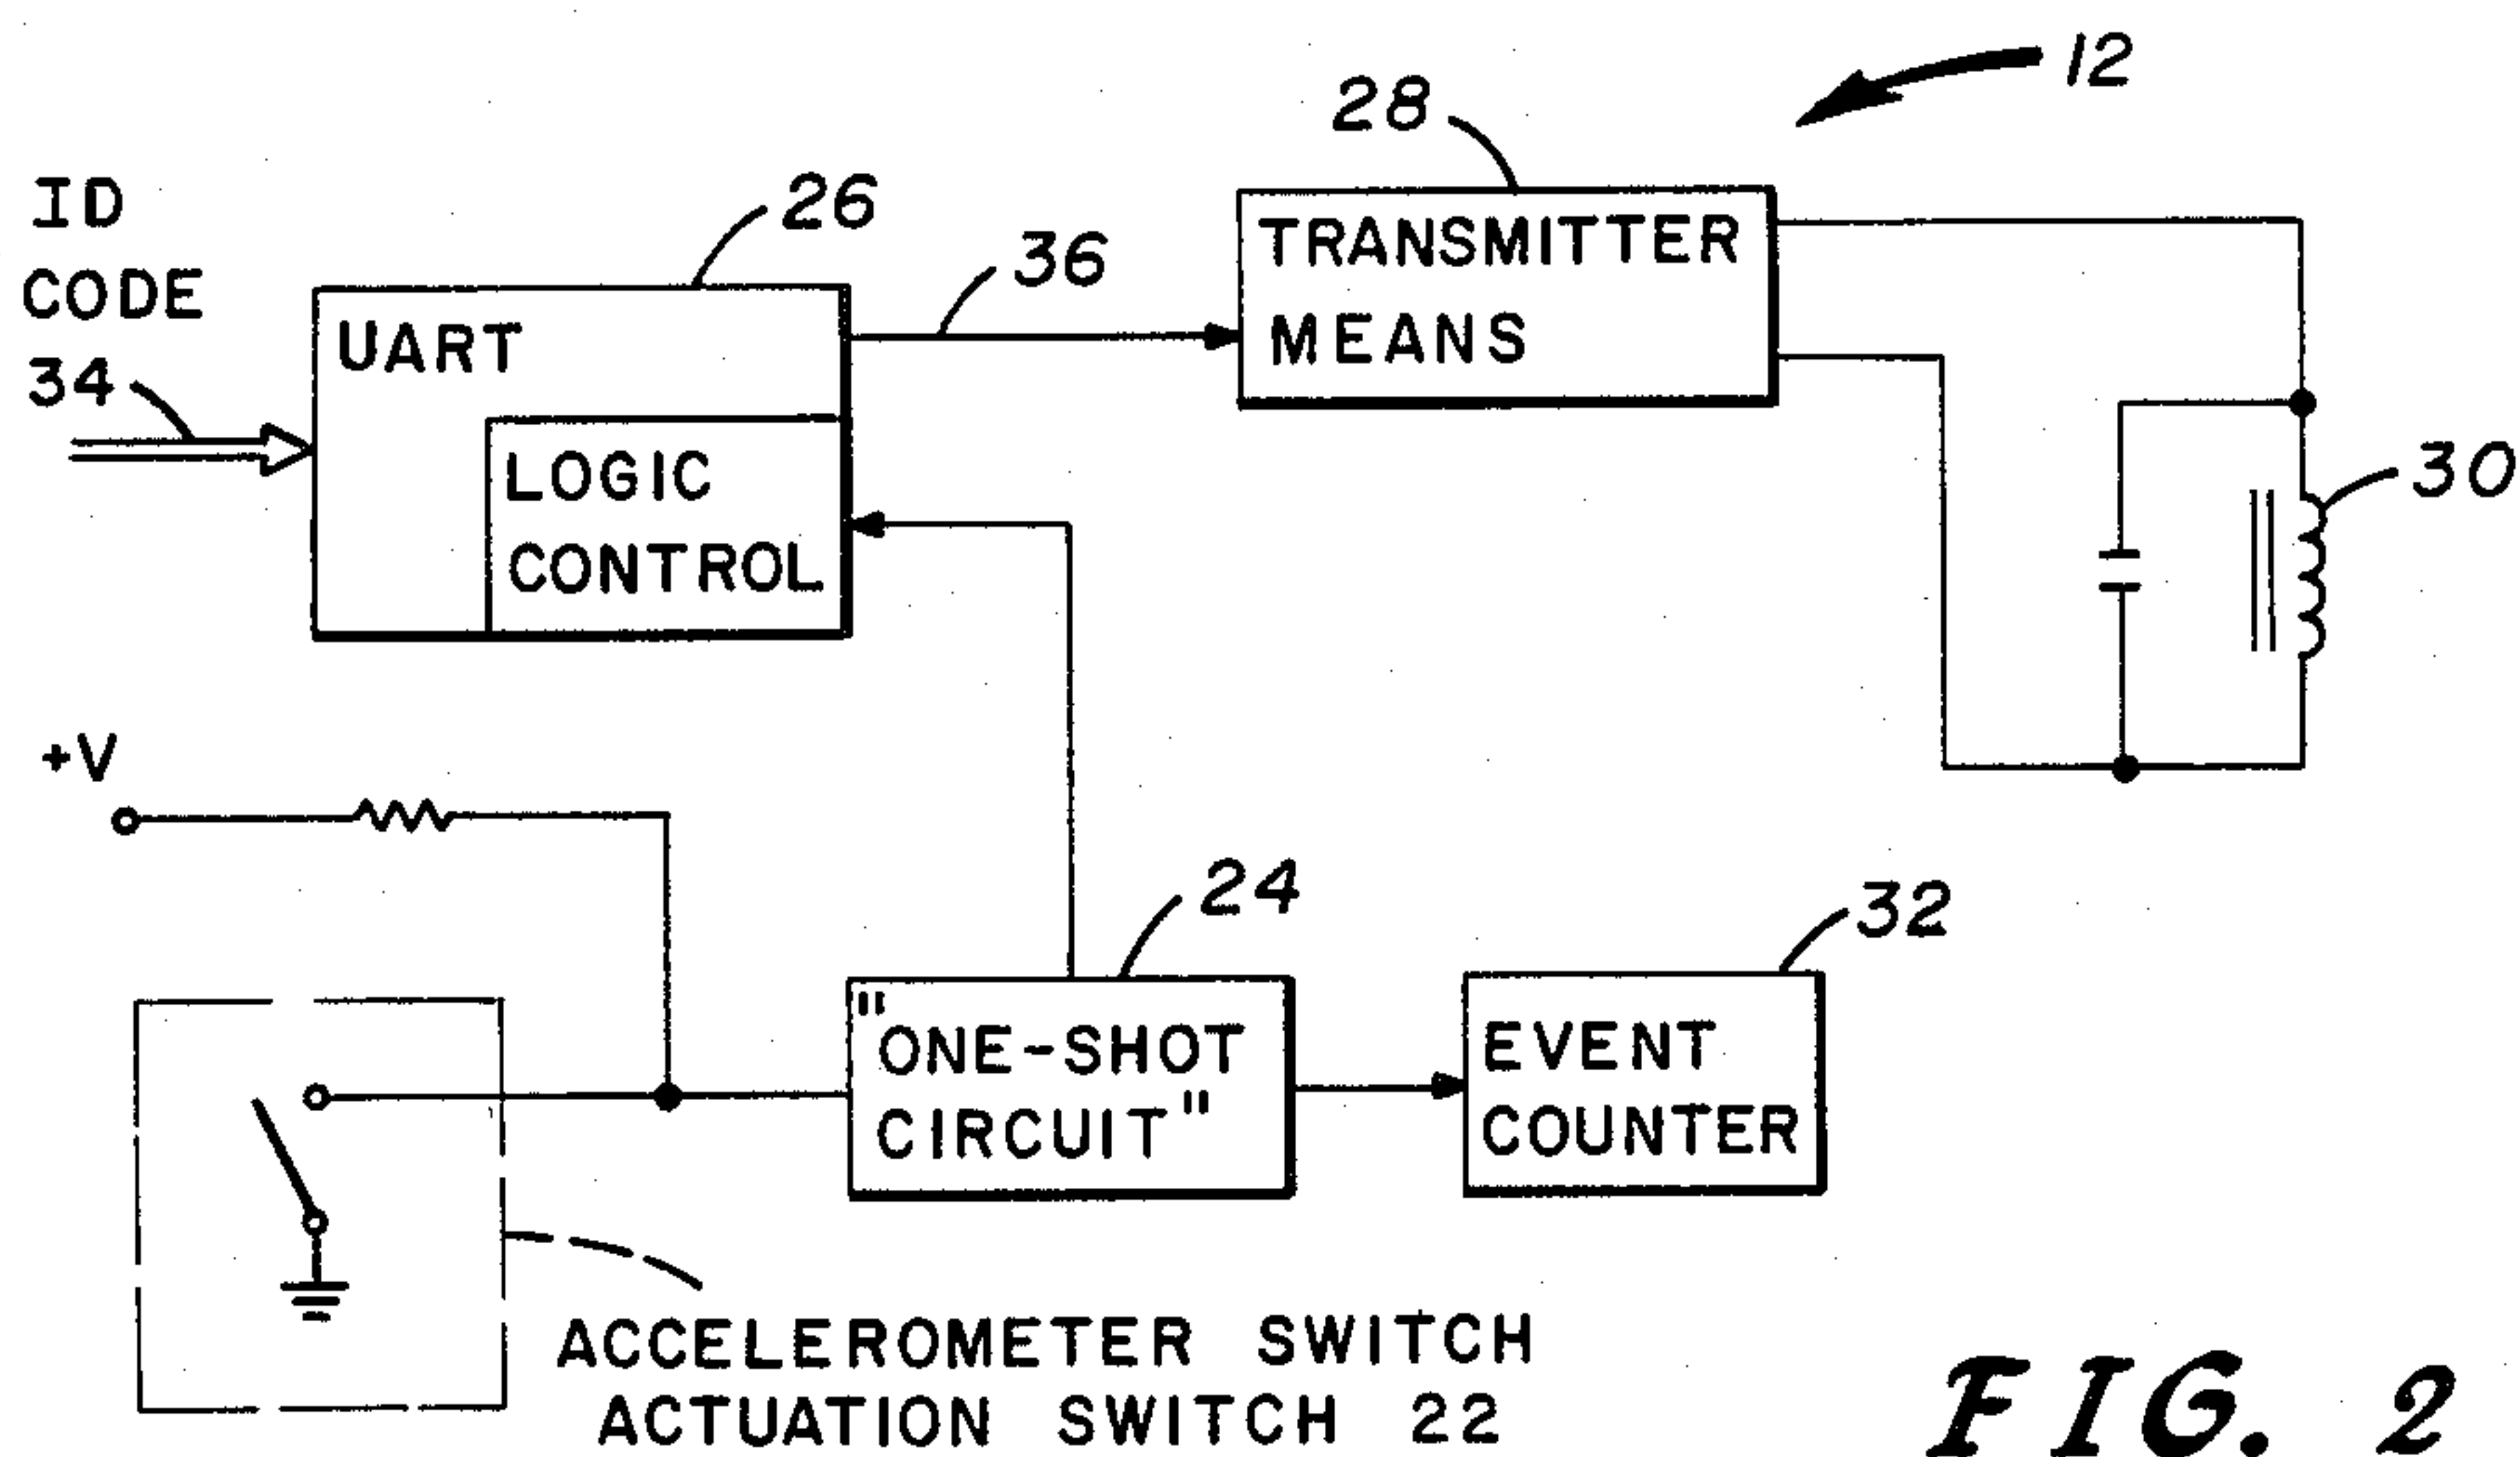 12
28
ID
CODE
34
26
36
UART
LOGIC
CONTROL
TRANSMITTER
MEANS
30
+V
24
32
"ONE-SHOT
CIRCUIT"
EVENT
COUNTER
ACCELEROMETER SWITCH
ACTUATION SWITCH 22
FIG. 2